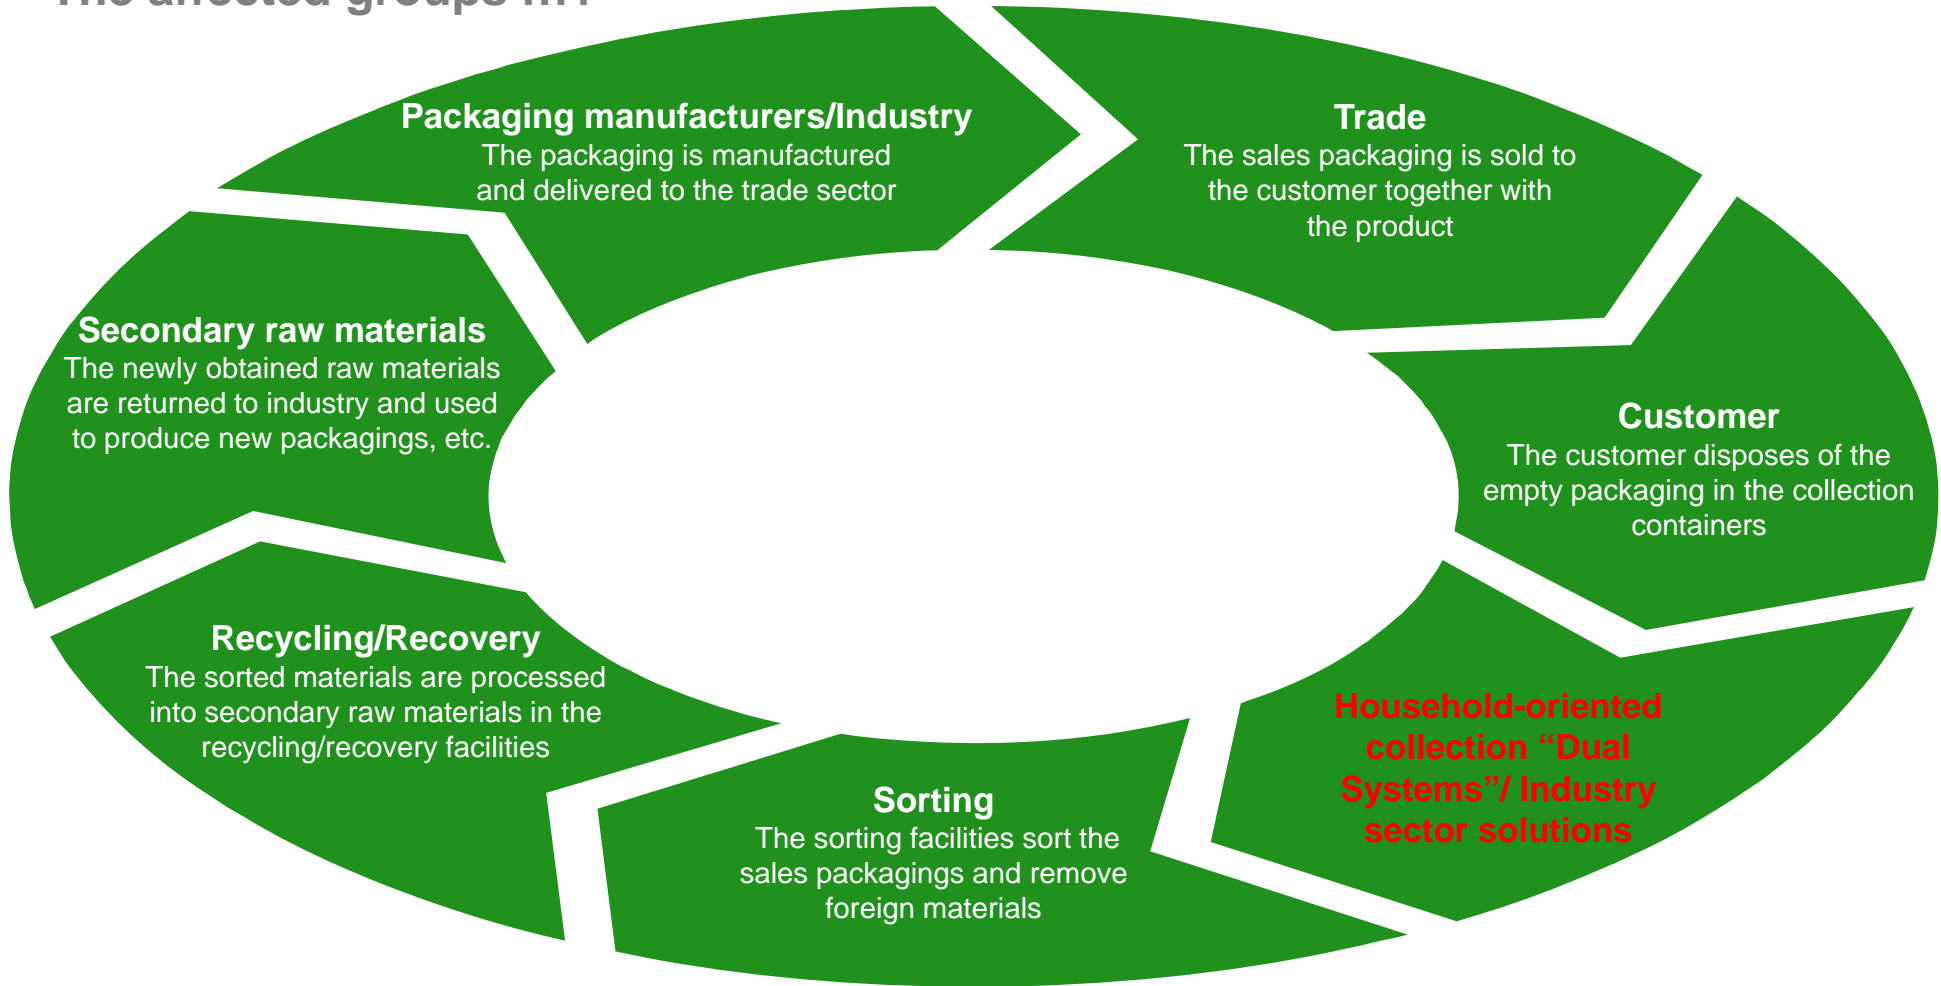 The affected groups
Packaging manufacturers/Industry
The packaging is manufactured
and delivered to the trade sector
Trade
The sales packaging is sold to
the customer together with
the product
Customer
The customer disposes of the
empty packaging in the collection
containers
Household-oriented
collection “Dual
Systems”/ Industry
sector solutions
Sorting
The sorting facilities sort the
sales packagings and remove
foreign materials
Recycling/Recovery
The sorted materials are processed
into secondary raw materials in the
recycling/recovery facilities
Secondary raw materials
The newly obtained raw materials
are returned to industry and used
to produce new packagings, etc.